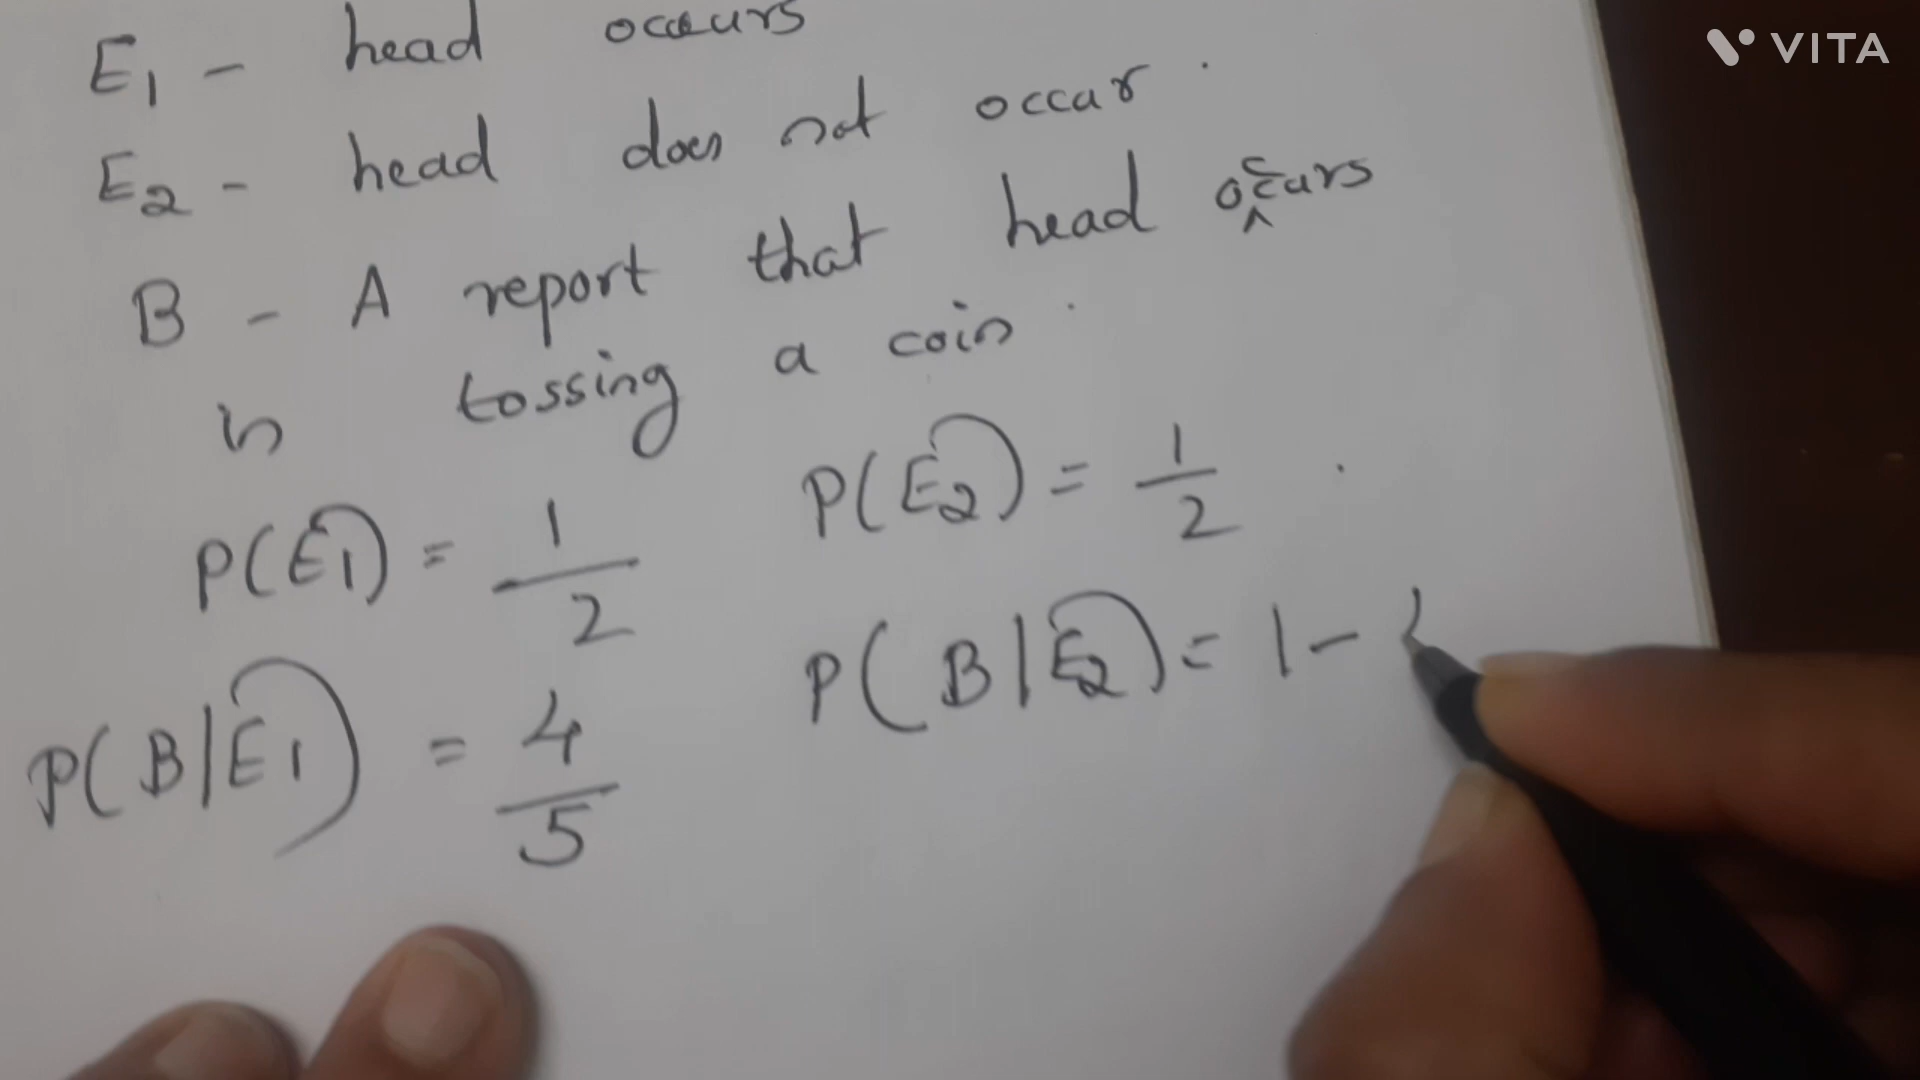 VITA
E1 - head occurs
E2 - head does not occur.
B - A report that head occurs
in tossing a coin.
P(E1) = 1/2 P(E2) = 1/2
P(B|E1) = 4/5 P(B|E2) = 1 -